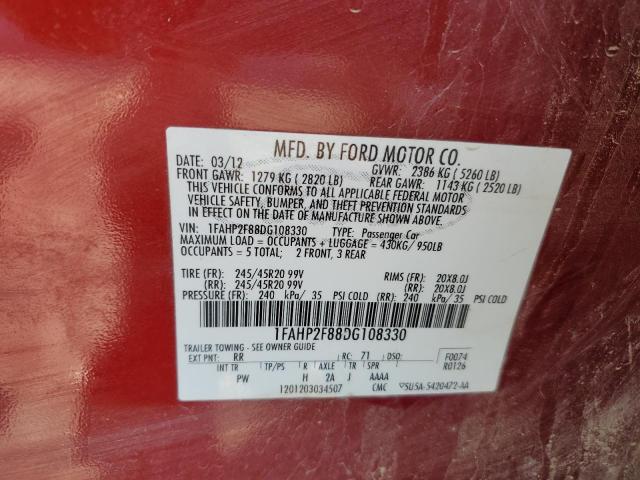 MFD. BY FORD MOTOR CO.
DATE: 03/12 GVWR: 2386 KG ( 5260 LB)
FRONT GAWR: 1279 KG ( 2820 LB) REAR GAWR: 1143 KG ( 2520 LB)
THIS VEHICLE CONFORMS TO ALL APPLICABLE FEDERAL MOTOR
VEHICLE SAFETY, BUMPER, AND THEFT PREVENTION STANDARDS
IN EFFECT ON THE DATE OF MANUFACTURE SHOWN ABOVE.
VIN: 1FAHP2F88DG108330 TYPE: Passenger Car
MAXIMUM LOAD = OCCUPANTS + LUGGAGE = 430KG/ 950LB
OCCUPANTS = 5 TOTAL; 2 FRONT, 3 REAR
TIRE (FR): 245/45R20 99V RIMS (FR): 20X8.0J
(RR): 245/45R20 99V (RR): 20X8.0J
PRESSURE (FR): 240 kPa/ 35 PSI COLD (RR): 240 kPa/ 35 PSI COLD
1FAHP2F88DG108330
TRAILER TOWING - SEE OWNER GUIDE
EXT PNT: RR RC: 71 DSO: F0074
INT TR TP/PS R AXLE TR SPR R0126
PW H 2A J AAAA
1201203034507 CMC 5U5A-5420472-AA